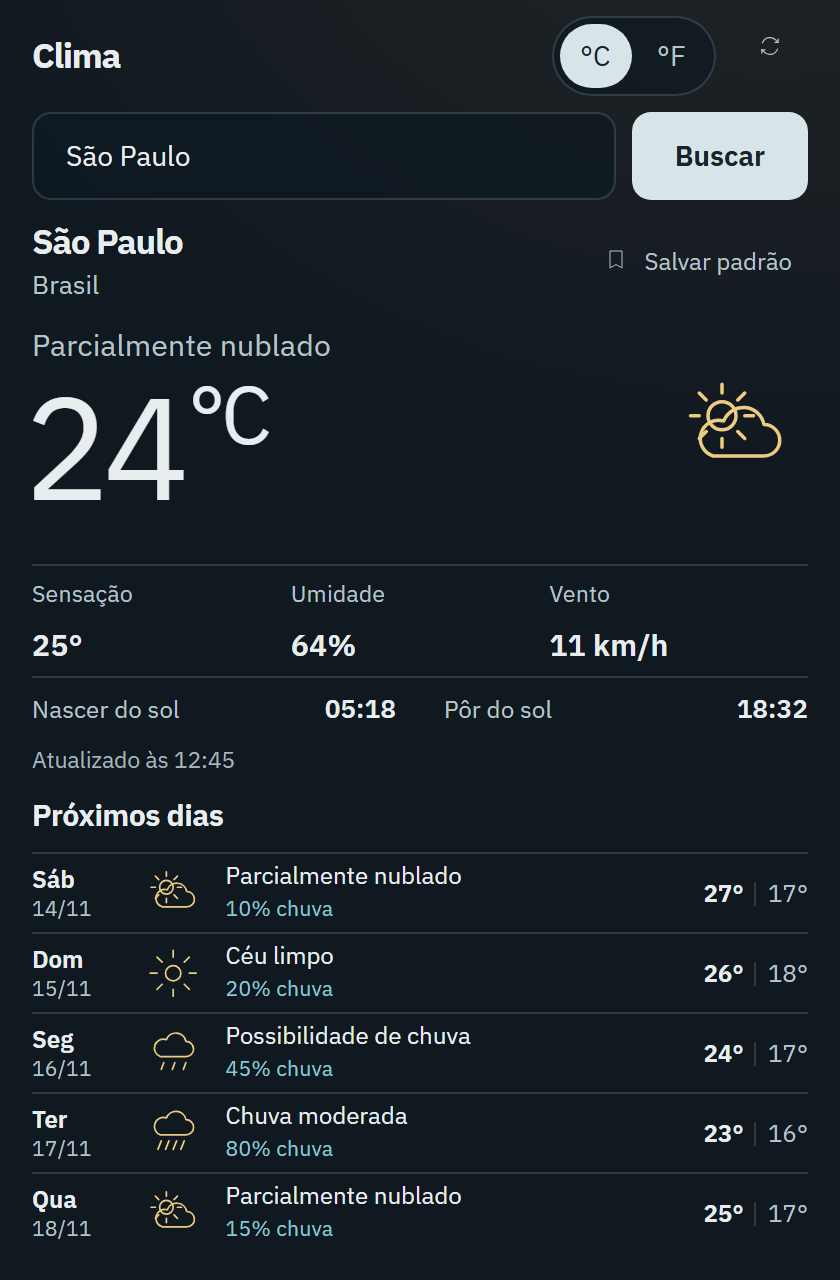 Clima
°C °F
São Paulo
Buscar
São Paulo
Brasil
Salvar padrão
Parcialmente nublado
24°C
Sensação Umidade Vento
25° 64% 11 km/h
Nascer do sol 05:18 Pôr do sol 18:32
Atualizado às 12:45
Próximos dias
Sáb Parcialmente nublado 27° 17°
14/11 10% chuva
Dom Céu limpo 26° 18°
15/11 20% chuva
Seg Possibilidade de chuva 24° 17°
16/11 45% chuva
Ter Chuva moderada 23° 16°
17/11 80% chuva
Qua Parcialmente nublado 25° 17°
18/11 15% chuva